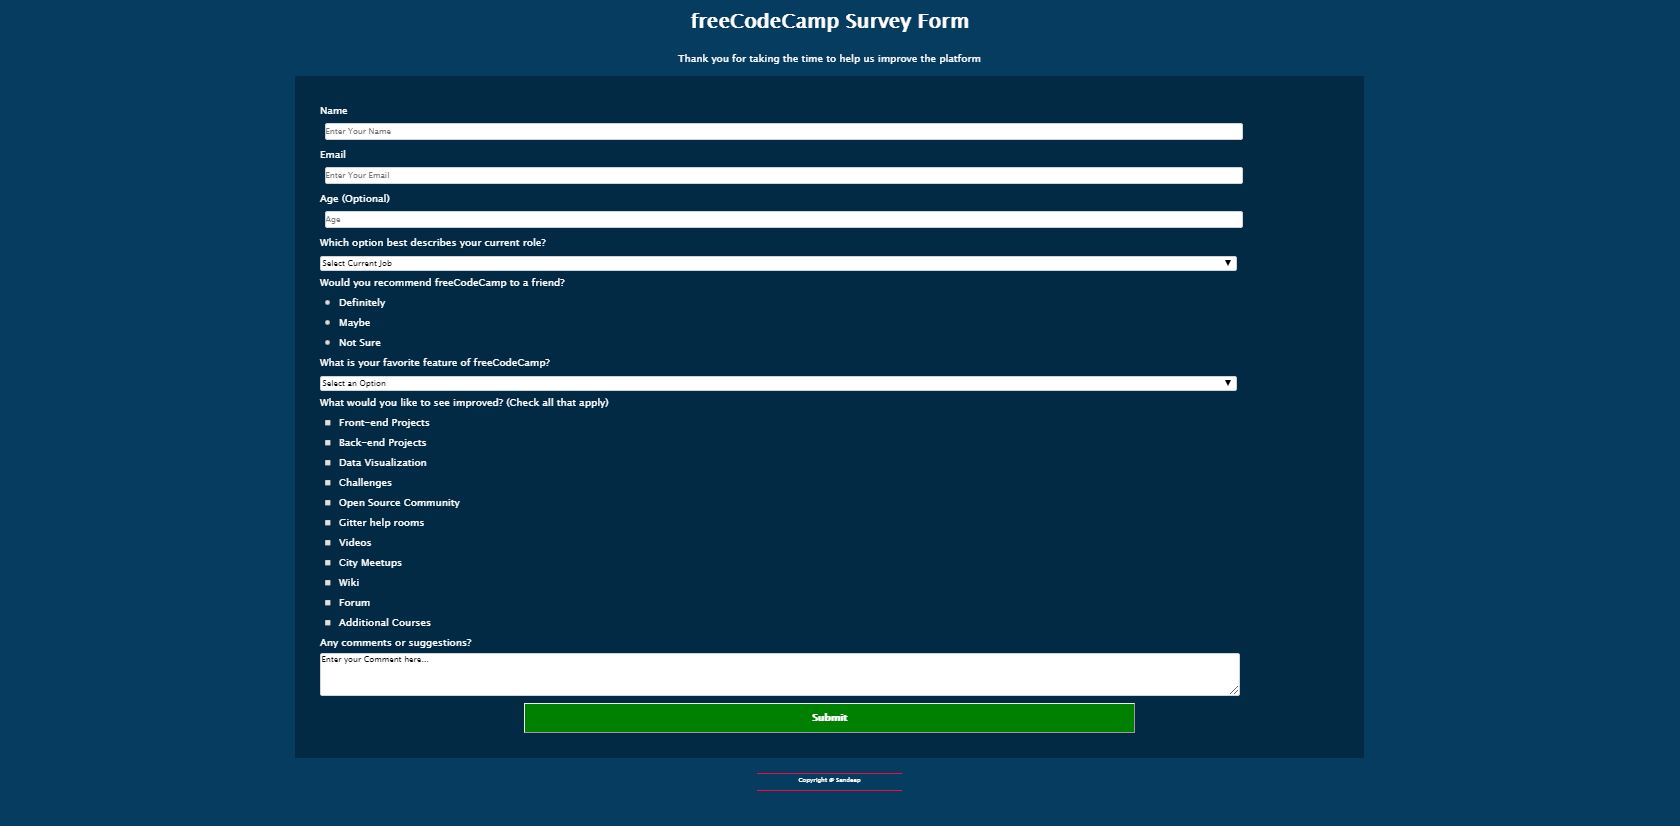 freeCodeCamp Survey Form
Thank you for taking the time to help us improve the platform
Name
Enter Your Name
Email
Enter Your Email
Age (Optional)
Age
Which option best describes your current role?
Select Current Job
Would you recommend freeCodeCamp to a friend?
Definitely
Maybe
Not Sure
What is your favorite feature of freeCodeCamp?
Select an Option
What would you like to see improved? (Check all that apply)
Front-end Projects
Back-end Projects
Data Visualization
Challenges
Open Source Community
Gitter help rooms
Videos
City Meetups
Wiki
Forum
Additional Courses
Any comments or suggestions?
Enter your Comment here...
Submit
Copyright @ Sandeep